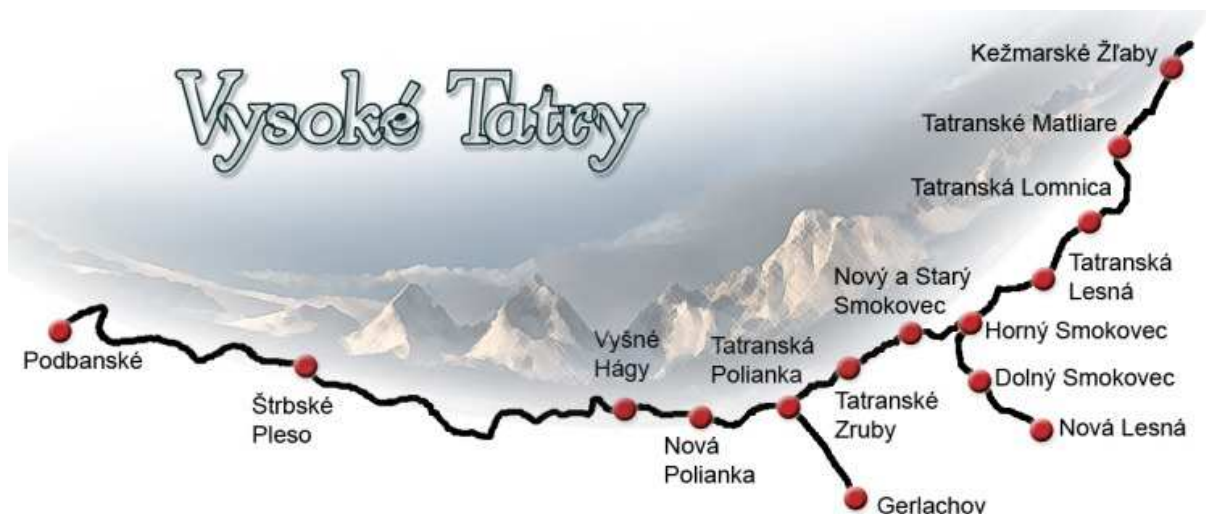 Vysoké Tatry
Kežmarské Žľaby
Tatranské Matliare
Tatranská Lomnica
Tatranská
Lesná
Nový a Starý
Smokovec
Horný Smokovec
Dolný Smokovec
Nová Lesná
Tatranské
Zruby
Tatranská
Polianka
Gerlachov
Nová
Polianka
Vyšné
Hágy
Štrbské
Pleso
Podbanské